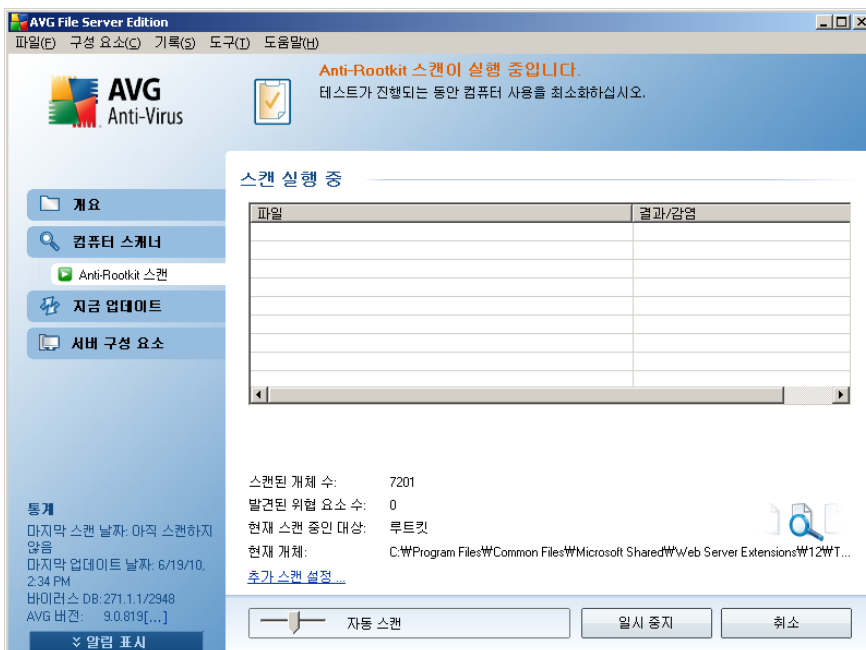 AVG File Server Edition
파일(F) 구성 요소(C) 기록(S) 도구(T) 도움말(H)
AVG
Anti-Virus
Anti-Rootkit 스캔이 실행 중입니다.
테스트가 진행되는 동안 컴퓨터 사용을 최소화하십시오.
개요
컴퓨터 스캐너
Anti-Rootkit 스캔
지금 업데이트
서버 구성 요소
스캔 실행 중
파일 결과/감염
스캔된 개체 수: 7201
발견된 위협 요소 수: 0
현재 스캔 중인 대상: 루트킷
현재 개체: C:₩Program Files₩Common Files₩Microsoft Shared₩Web Server Extensions₩12₩T...
추가 스캔 설정 ...
통계
마지막 스캔 날짜: 아직 스캔하지
않음
마지막 업데이트 날짜: 6/19/10,
2:34 PM
바이러스 DB:271.1.1/2948
AVG 버전: 9.0.819[...]
알림 표시
자동 스캔
일시 중지
취소